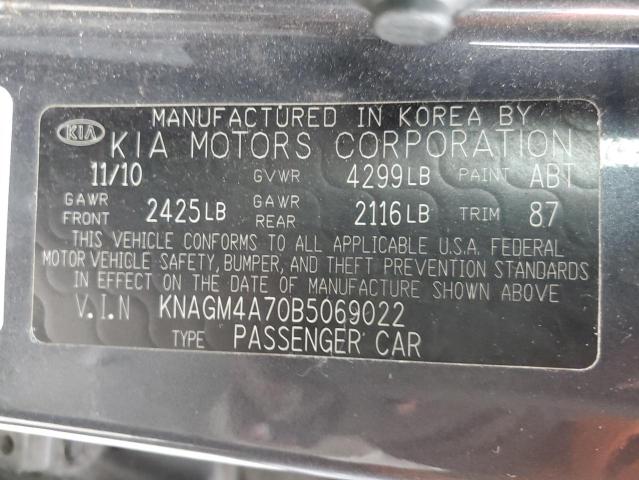 MANUFACTURED IN KOREA BY
KIA KIA MOTORS CORPORATION
11/10 GVWR 4299LB PAINT ABT
GAWR FRONT 2425LB GAWR REAR 2116LB TRIM 87
THIS VEHICLE CONFORMS TO ALL APPLICABLE U.S.A. FEDERAL
MOTOR VEHICLE SAFETY, BUMPER, AND THEFT PREVENTION STANDARDS
IN EFFECT ON THE DATE OF MANUFACTURE SHOWN ABOVE
V.I.N KNAGM4A70B5069022
TYPE PASSENGER CAR